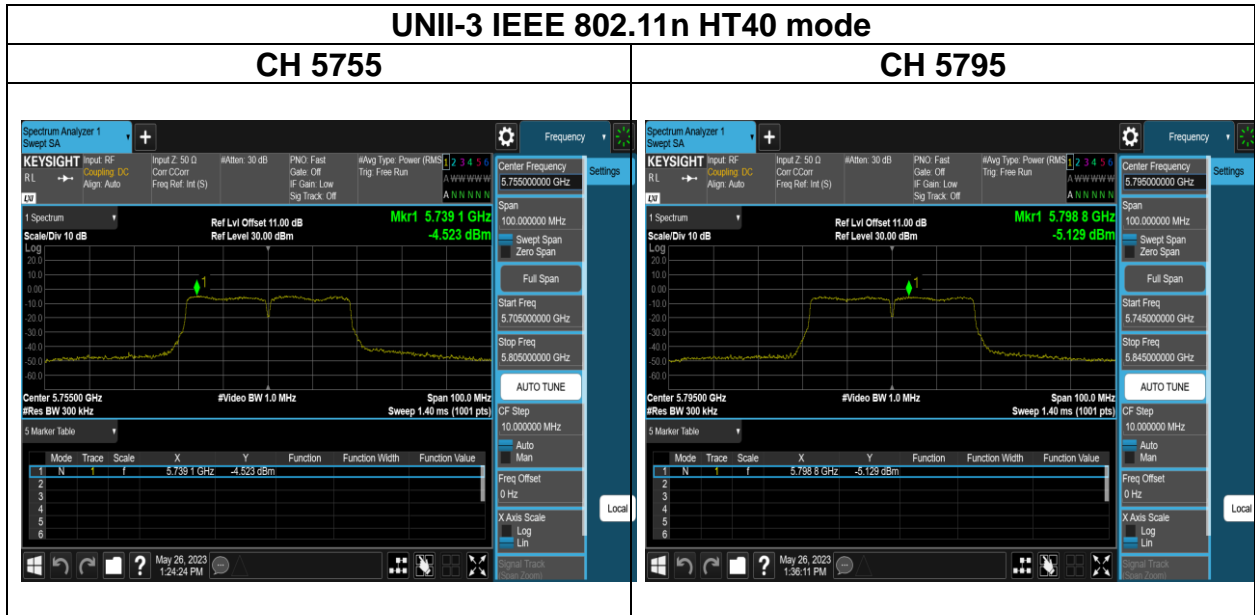 UNII-3 IEEE 802.11n HT40 mode
CH 5755
CH 5795
Spectrum Analyzer 1
Swept SA
+
Frequency
KEYSIGHT
RL
LXI
Input: RF
Coupling: DC
Align: Auto
Input Z: 50 Ω
Corr CCorr
Freq Ref: Int (S)
#Atten: 30 dB
PNO: Fast
Gate: Off
IF Gain: Low
Sig Track: Off
#Avg Type: Power (RMS
Trig: Free Run
1 2 3 4 5 6
A W W W W W
A N N N N N
Center Frequency
5.755000000 GHz
Settings
Span
100.000000 MHz
Swept Span
Zero Span
Full Span
Start Freq
5.705000000 GHz
Stop Freq
5.805000000 GHz
AUTO TUNE
CF Step
10.000000 MHz
Auto
Man
Freq Offset
0 Hz
X Axis Scale
Log
Lin
Signal Track
(Span Zoom)
Local
1 Spectrum
Scale/Div 10 dB
Ref Lvl Offset 11.00 dB
Ref Level 30.00 dBm
Mkr1 5.739 1 GHz
-4.523 dBm
Log
20.0
10.0
0.00
-10.0
-20.0
-30.0
-40.0
-50.0
-60.0
1
Center 5.75500 GHz
#Res BW 300 kHz
#Video BW 1.0 MHz
Span 100.0 MHz
Sweep 1.40 ms (1001 pts)
5 Marker Table
Mode Trace Scale X Y Function Function Width Function Value
1 N 1 f 5.739 1 GHz -4.523 dBm
2
3
4
5
6
?
May 26, 2023
1:24:24 PM
Spectrum Analyzer 1
Swept SA
+
Frequency
KEYSIGHT
RL
LXI
Input: RF
Coupling: DC
Align: Auto
Input Z: 50 Ω
Corr CCorr
Freq Ref: Int (S)
#Atten: 30 dB
PNO: Fast
Gate: Off
IF Gain: Low
Sig Track: Off
#Avg Type: Power (RMS
Trig: Free Run
1 2 3 4 5 6
A W W W W W
A N N N N N
Center Frequency
5.795000000 GHz
Settings
Span
100.000000 MHz
Swept Span
Zero Span
Full Span
Start Freq
5.745000000 GHz
Stop Freq
5.845000000 GHz
AUTO TUNE
CF Step
10.000000 MHz
Auto
Man
Freq Offset
0 Hz
X Axis Scale
Log
Lin
Signal Track
(Span Zoom)
Local
1 Spectrum
Scale/Div 10 dB
Ref Lvl Offset 11.00 dB
Ref Level 30.00 dBm
Mkr1 5.798 8 GHz
-5.129 dBm
Log
20.0
10.0
0.00
-10.0
-20.0
-30.0
-40.0
-50.0
-60.0
1
Center 5.79500 GHz
#Res BW 300 kHz
#Video BW 1.0 MHz
Span 100.0 MHz
Sweep 1.40 ms (1001 pts)
5 Marker Table
Mode Trace Scale X Y Function Function Width Function Value
1 N 1 f 5.798 8 GHz -5.129 dBm
2
3
4
5
6
?
May 26, 2023
1:36:11 PM